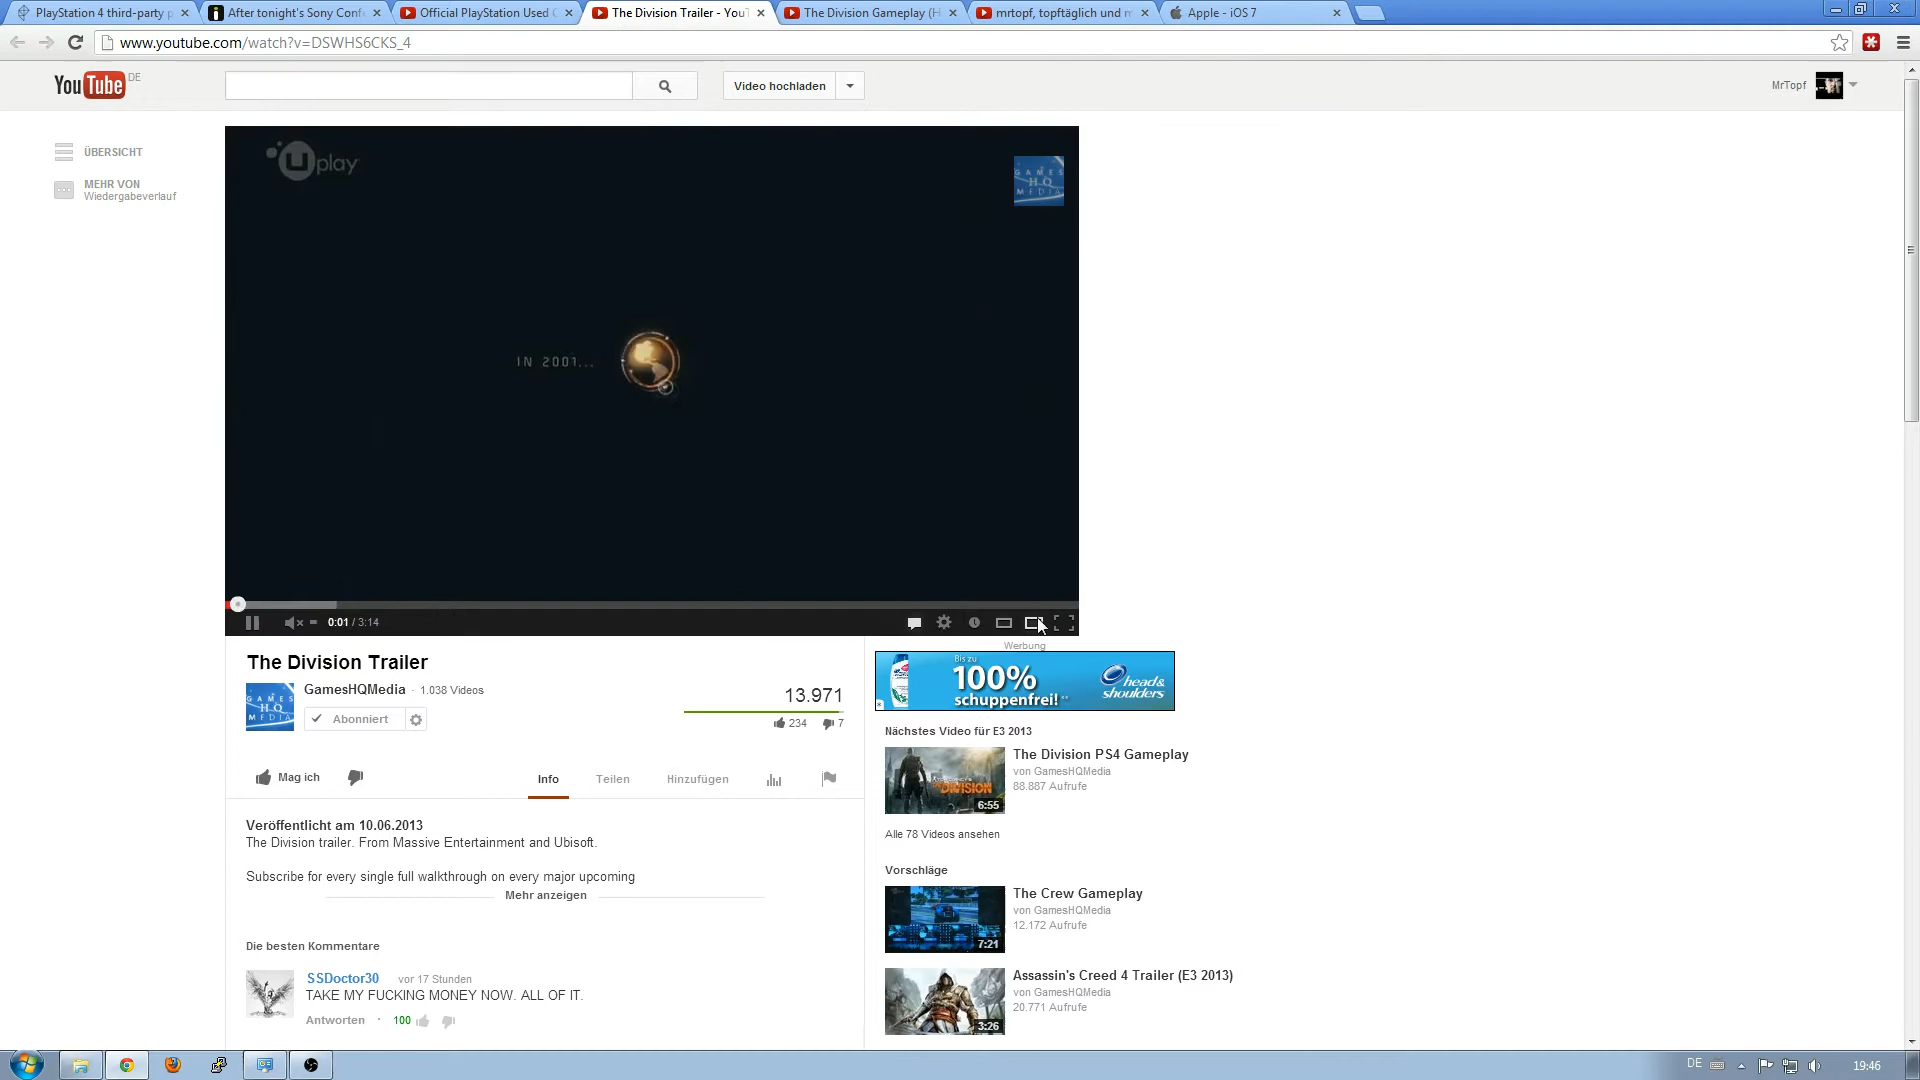 PlayStation 4 third-party p
After tonight's Sony Conf
Official PlayStation Used G
The Division Trailer - YouT
The Division Gameplay (H
mrtopf, topftäglich und m
Apple - iOS 7
www.youtube.com/watch?v=DSWHS6CKS_4
YouTube DE
Video hochladen
MrTopf
ÜBERSICHT
MEHR VON
Wiedergabeverlauf
Uplay
GAMES
HQ
MEDIA
IN 2001...
0:01 / 3:14
The Division Trailer
GAMES
HQ
MEDIA
GamesHQMedia · 1.038 Videos
Abonniert
13.971
234 7
Mag ich
Info Teilen Hinzufügen
Veröffentlicht am 10.06.2013
The Division trailer. From Massive Entertainment and Ubisoft.
Subscribe for every single full walkthrough on every major upcoming
Mehr anzeigen
Die besten Kommentare
SSDoctor30 vor 17 Stunden
TAKE MY FUCKING MONEY NOW. ALL OF IT.
Antworten · 100
Werbung
Bis zu
100%
schuppenfrei!**
head&
shoulders
Nächstes Video für E3 2013
DIVISION
6:55
The Division PS4 Gameplay
von GamesHQMedia
88.887 Aufrufe
Alle 78 Videos ansehen
Vorschläge
7:21
The Crew Gameplay
von GamesHQMedia
12.172 Aufrufe
3:26
Assassin's Creed 4 Trailer (E3 2013)
von GamesHQMedia
20.771 Aufrufe
DE
19:46